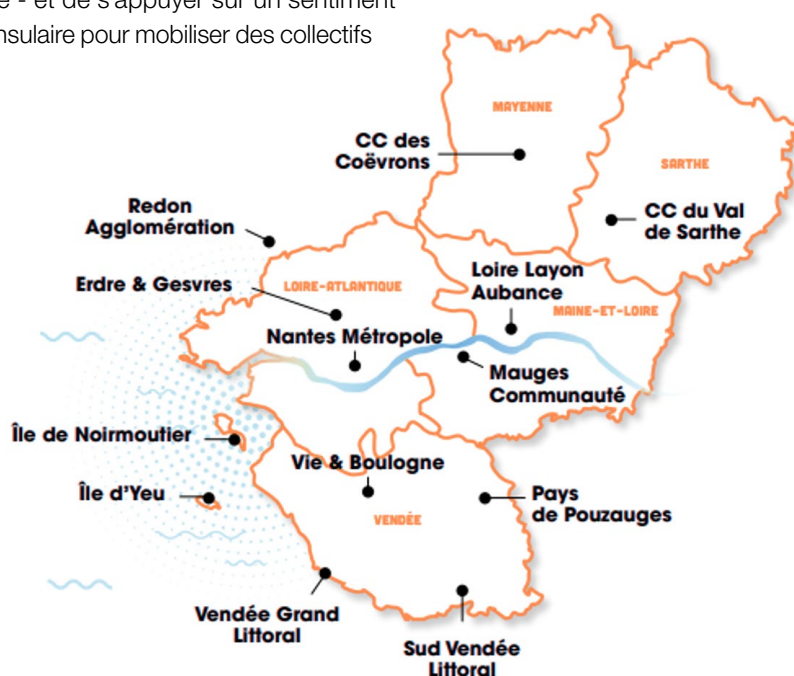 - et de s'appuyer sur un sentiment
pour mobiliser des collectifs
MAYENNE
CC des
Coëvrons
SARTHE
CC du Val
de Sarthe
Redon
Agglomération
Erdre & Gesvres
LOIRE-ATLANTIQUE
Loire Layon
Aubance
MAINE-ET-LOIRE
Nantes Métropole
Mauges
Communauté
Île de Noirmoutier
Vie & Boulogne
Île d'Yeu
Pays
de Pouzauges
VENDÉE
Vendée Grand
Littoral
Sud Vendée
Littoral